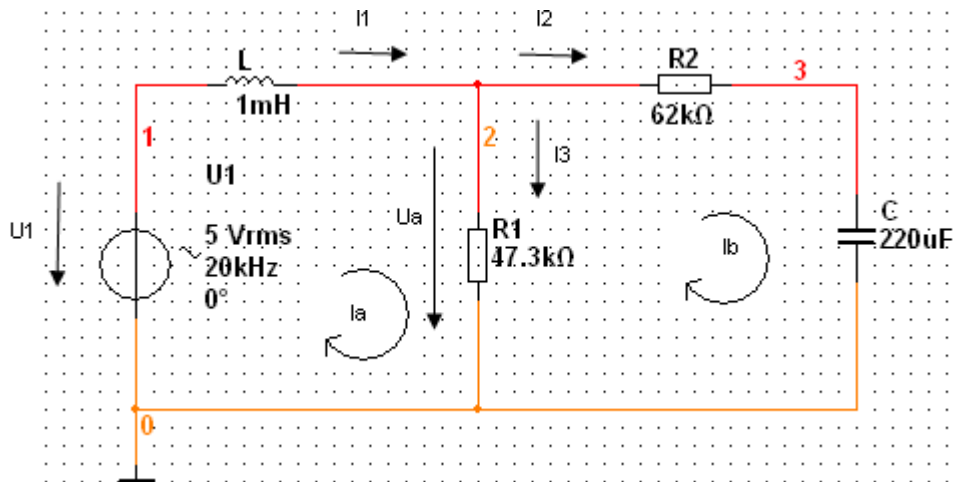 I1
I2
L
1mH
R2
62kΩ
3
1
2
I3
U1
U1
5 Vrms
20kHz
0°
Ua
R1
47.3kΩ
Ia
Ib
C
220uF
0